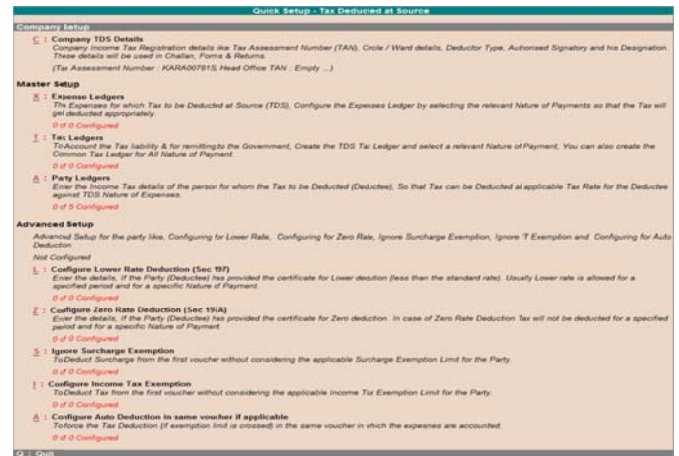 Quick Setup - Tax Deducted at Source
Company Setup
C : Company TDS Details
Company Income Tax Registration details like Tax Assessment Number (TAN), Circle / Ward details, Deductor Type, Authorised Signatory and his Designation.
These details will be used in Challan, Forms & Returns.
(Tax Assessment Number : KARA00781S, Head Office TAN : Empty ...)
Master Setup
X : Expense Ledgers
The Expenses for which Tax to be Deducted at Source (TDS), Configure the Expenses Ledger by selecting the relevant Nature of Payments so that the Tax will
get deducted appropriately.
0 of 0 Configured
T : Tax Ledgers
To Account the Tax liability & for remitting to the Government, Create the TDS Tax Ledger and select a relevant Nature of Payment, You can also create the
Common Tax Ledger for All Nature of Payment.
0 of 0 Configured
A : Party Ledgers
Enter the Income Tax details of the person for whom the Tax to be Deducted (Deductee), So that Tax can be Deducted at applicable Tax Rate for the Deductee
against TDS Nature of Expenses.
0 of 5 Configured
Advanced Setup
Advanced Setup for the party like, Configuring for Lower Rate, Configuring for Zero Rate, Ignore Surcharge Exemption, Ignore IT Exemption and Configuring for Auto
Deduction
Not Configured
L : Configure Lower Rate Deduction (Sec 197)
Enter the details, if the Party (Deductee) has provided the certificate for Lower dedution (less than the standard rate). Usually Lower rate is allowed for a
specified period and for a specific Nature of Payment.
0 of 0 Configured
Z : Configure Zero Rate Deduction (Sec 197A)
Enter the details, if the Party (Deductee) has provided the certificate for Zero deduction. In case of Zero Rate Deduction Tax will not be deducted for a specified
period and for a specific Nature of Payment.
0 of 0 Configured
S : Ignore Surcharge Exemption
To Deduct Surcharge from the first voucher without considering the applicable Surcharge Exemption Limit for the Party.
0 of 0 Configured
I : Configure Income Tax Exemption
To Deduct Tax from the first voucher without considering the applicable Income Tax Exemption Limit for the Party.
0 of 0 Configured
A : Configure Auto Deduction in same voucher if applicable
To force the Tax Deduction (if exemption limit is crossed) in the same voucher in which the expesnes are accounted.
0 of 0 Configured
Q : Quit